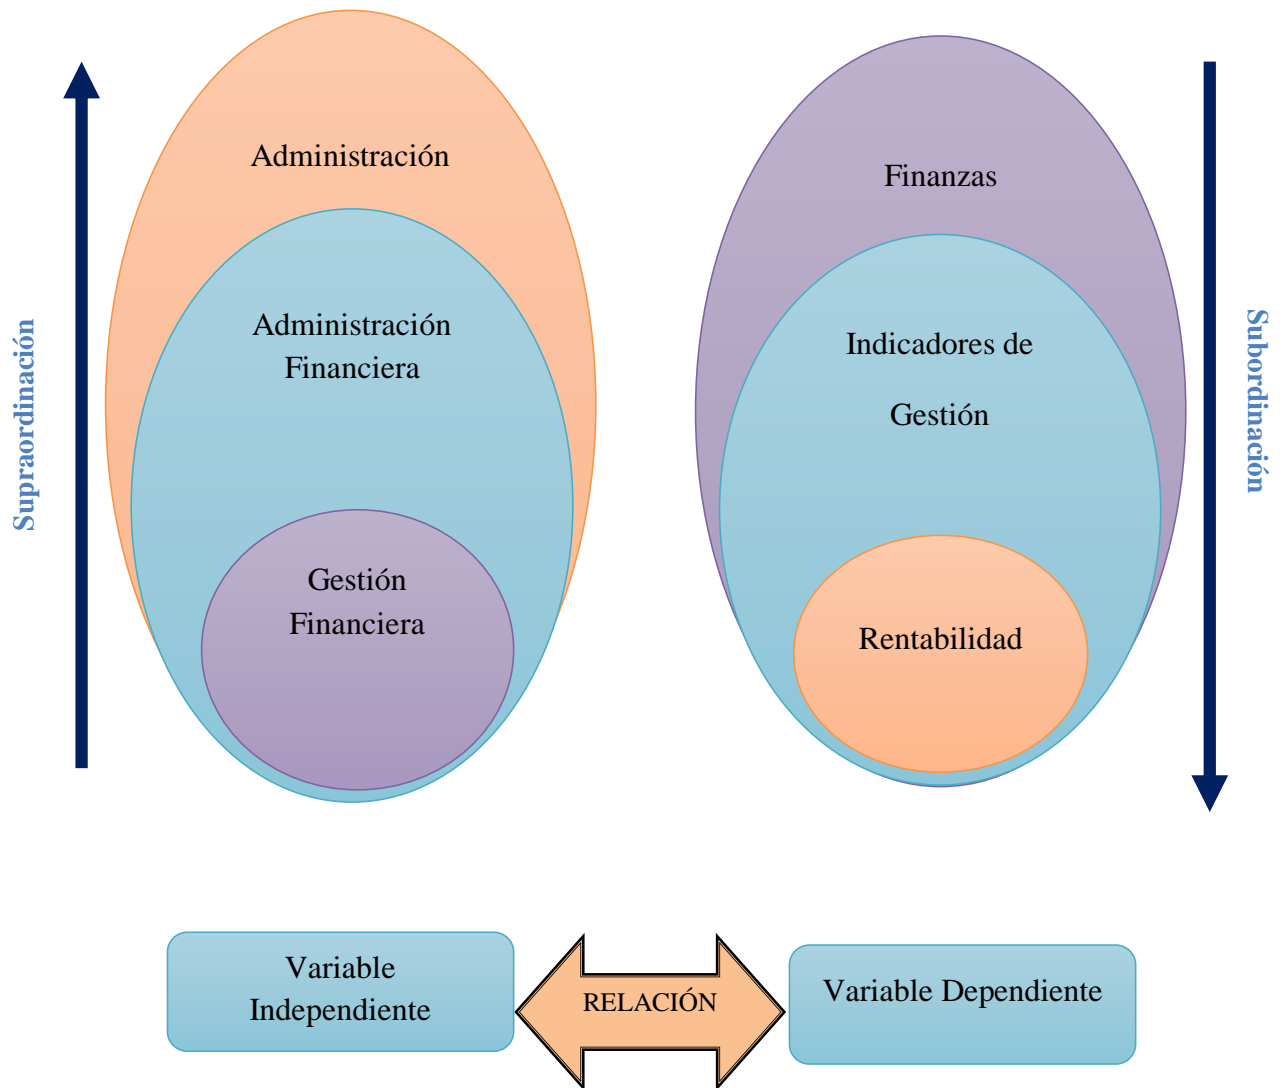 Supraordinación
Administración
Administración
Financiera
Gestión
Financiera
Finanzas
Indicadores de
Gestión
Rentabilidad
Subordinación
Variable
Independiente
RELACIÓN
Variable Dependiente